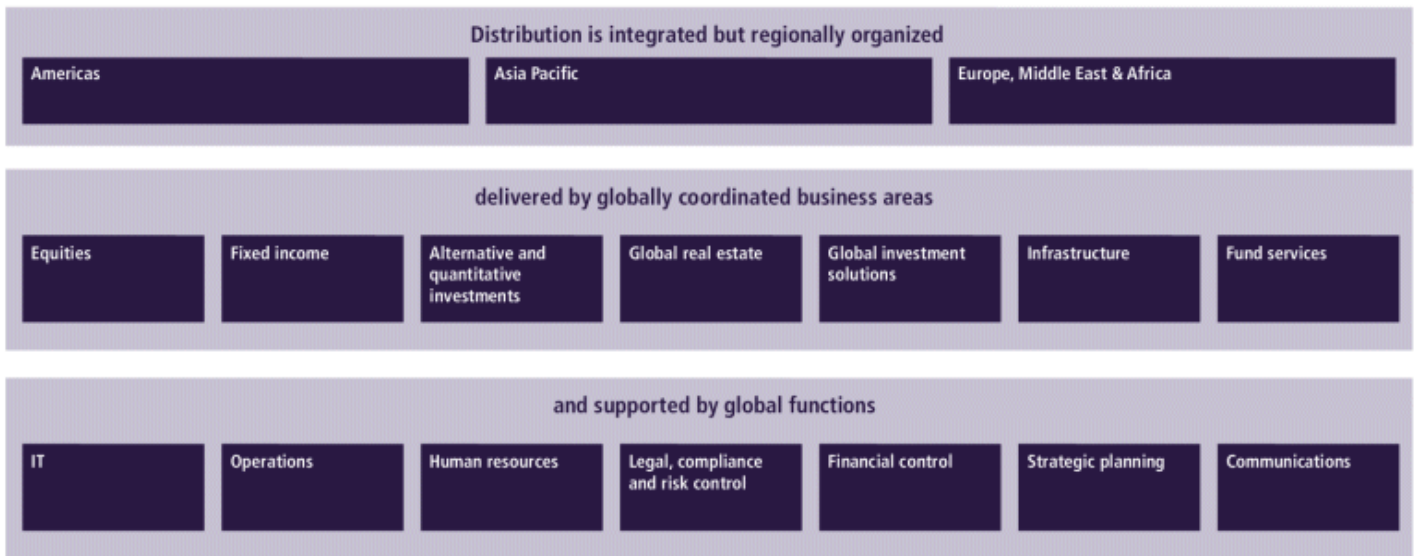 Distribution is integrated but regionally organized
Americas
Asia Pacific
Europe, Middle East & Africa
delivered by globally coordinated business areas
Equities
Fixed income
Alternative and
quantitative
investments
Global real estate
Global investment
solutions
Infrastructure
Fund services
and supported by global functions
IT
Operations
Human resources
Legal, compliance
and risk control
Financial control
Strategic planning
Communications